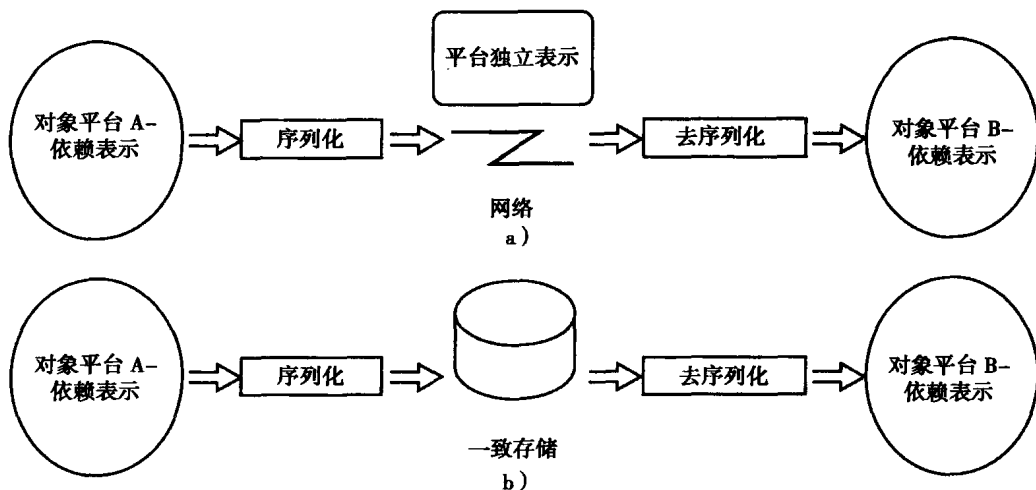 平台独立表示
对象平台 A-
依赖表示
序列化
去序列化
对象平台 B-
依赖表示
网络
a)
对象平台 A-
依赖表示
序列化
去序列化
对象平台 B-
依赖表示
一致存储
b)